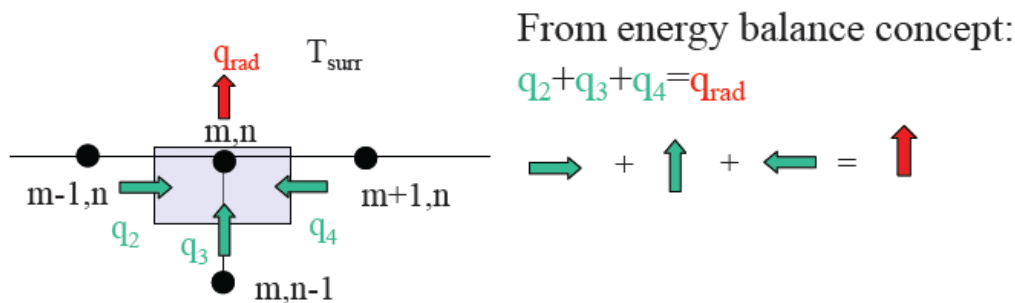 From energy balance concept:
q₂+q₃+q₄=q_rad
q_rad
T_surr
m,n
m-1,n
m+1,n
q₂
q₃
q₄
m,n-1
+ + =